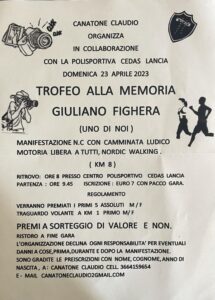 CANATONE CLAUDIO
ORGANIZZA
IN COLLABORAZIONE
CON LA POLISPORTIVA CEDAS LANCIA
DOMENICA 23 APRILE 2023
TROFEO ALLA MEMORIA
GIULIANO FIGHERA
(UNO DI NOI)
MANIFESTAZIONE N.C CON CAMMINATA LUDICO
MOTORIA LIBERA A TUTTI, NORDIC WALKING .
( KM 8 )
RITROVO: ORE 8 PRESSO CENTRO POLISPORTIVO CEDAS LANCIA
PARTENZA : ORE 9.45 ISCRIZIONE : EURO 7 CON PACCO GARA.
REGOLAMENTO
VERRANNO PREMIATI I PRIMI 5 ASSOLUTI M / F
TRAGUARDO VOLANTE A KM 1 PRIMO M/F
PREMI A SORTEGGIO DI VALORE E NON.
RISTORO A FINE GARA
L'ORGANIZZAZIONE DECLINA OGNI RESPONSABILITA' PER EVENTUALI
DANNI A COSE,PRIMA,DURANTE E DOPO LA MANIFESTAZIONE.
SONO GRADITE LE PREISCRIZIONI CON NOME, COGNOME, ANNO DI
NASCITA , A: CANATONE CLAUDIO CELL. 3664159654
E - MAIL CANATONECLAUDIO2@GMAIL.COM